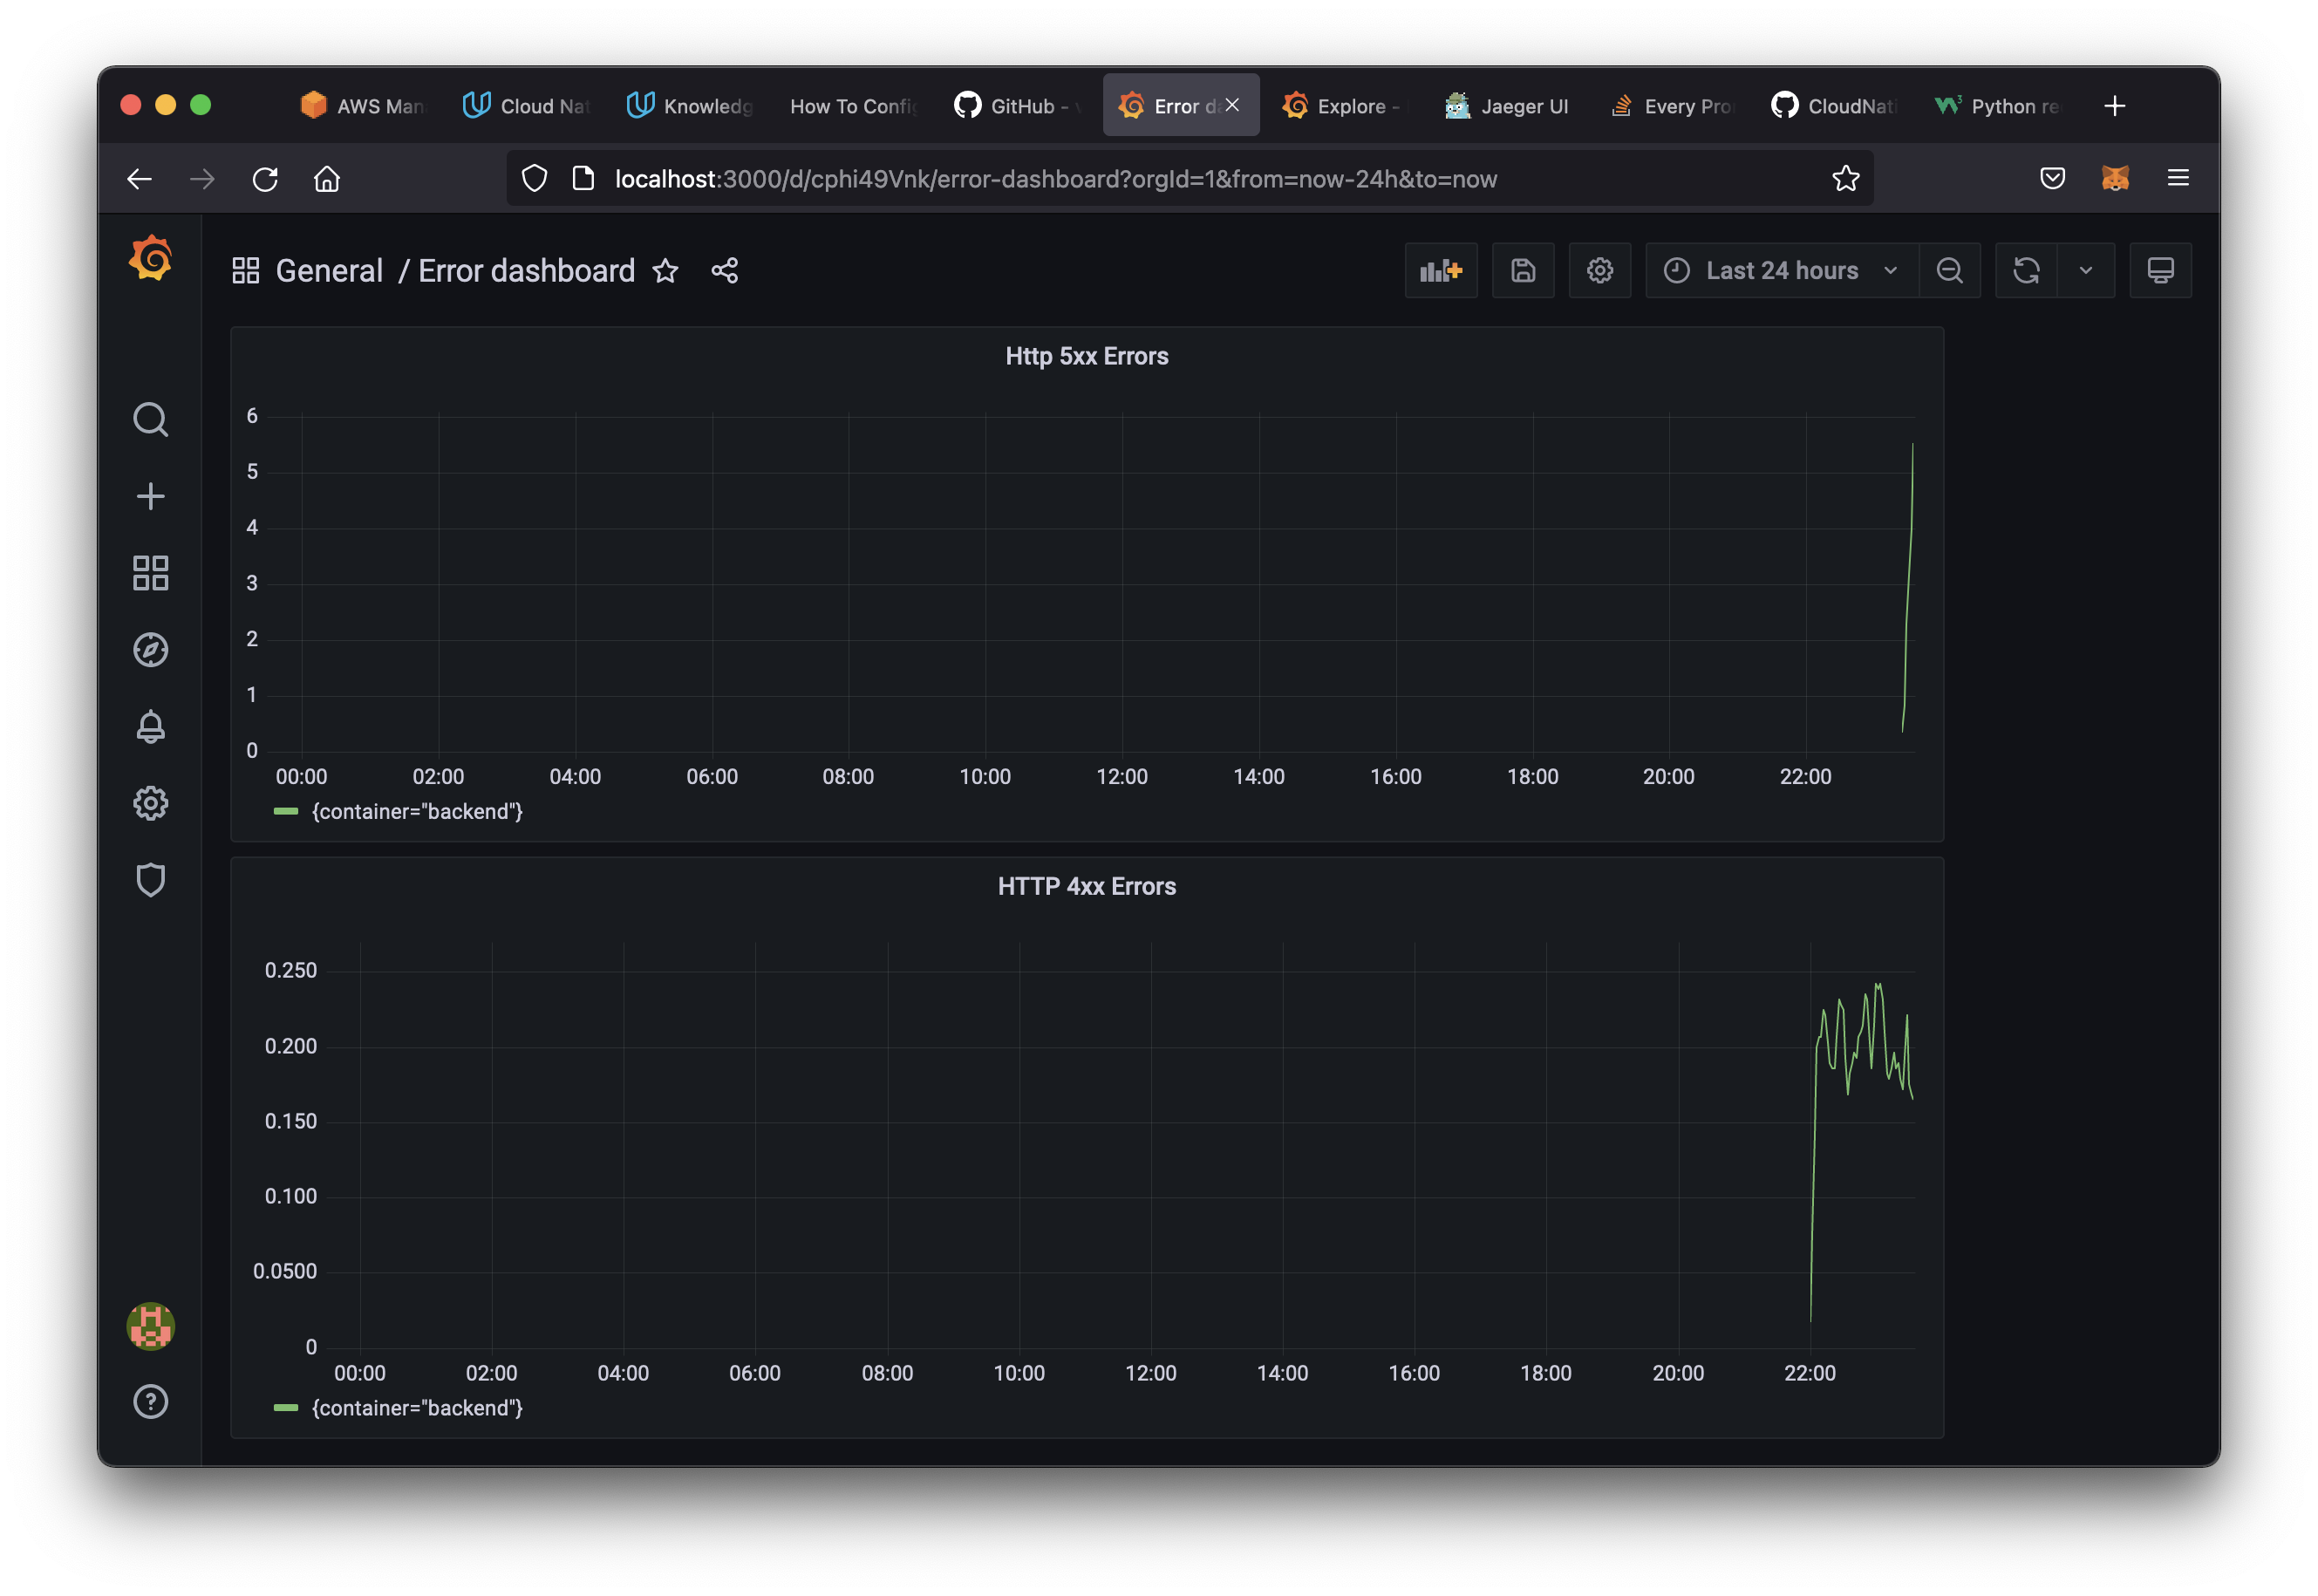 AWS Man
Cloud Nat
Knowledg
How To Config
GitHub -
Error d
Explore -
Jaeger UI
Every Pro
CloudNati
Python re
localhost:3000/d/cphi49Vnk/error-dashboard?orgId=1&from=now-24h&to=now
General / Error dashboard
Last 24 hours
Http 5xx Errors
6
5
4
3
2
1
0
00:00 02:00 04:00 06:00 08:00 10:00 12:00 14:00 16:00 18:00 20:00 22:00
{container="backend"}
HTTP 4xx Errors
0.250
0.200
0.150
0.100
0.0500
0
00:00 02:00 04:00 06:00 08:00 10:00 12:00 14:00 16:00 18:00 20:00 22:00
{container="backend"}